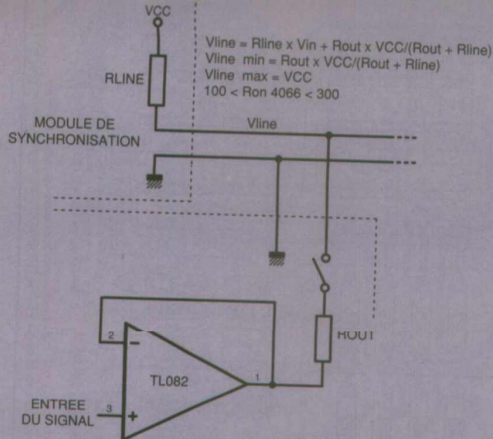 VCC
Vline = Rline x Vin + Rout x VCC/(Rout + Rline)
Vline min = Rout x VCC/(Rout + Rline)
Vline max = VCC
100 < Ron 4066 < 300
RLINE
MODULE DE
SYNCHRONISATION
Vline
ROUT
2
TL082
1
ENTREE
DU SIGNAL
3